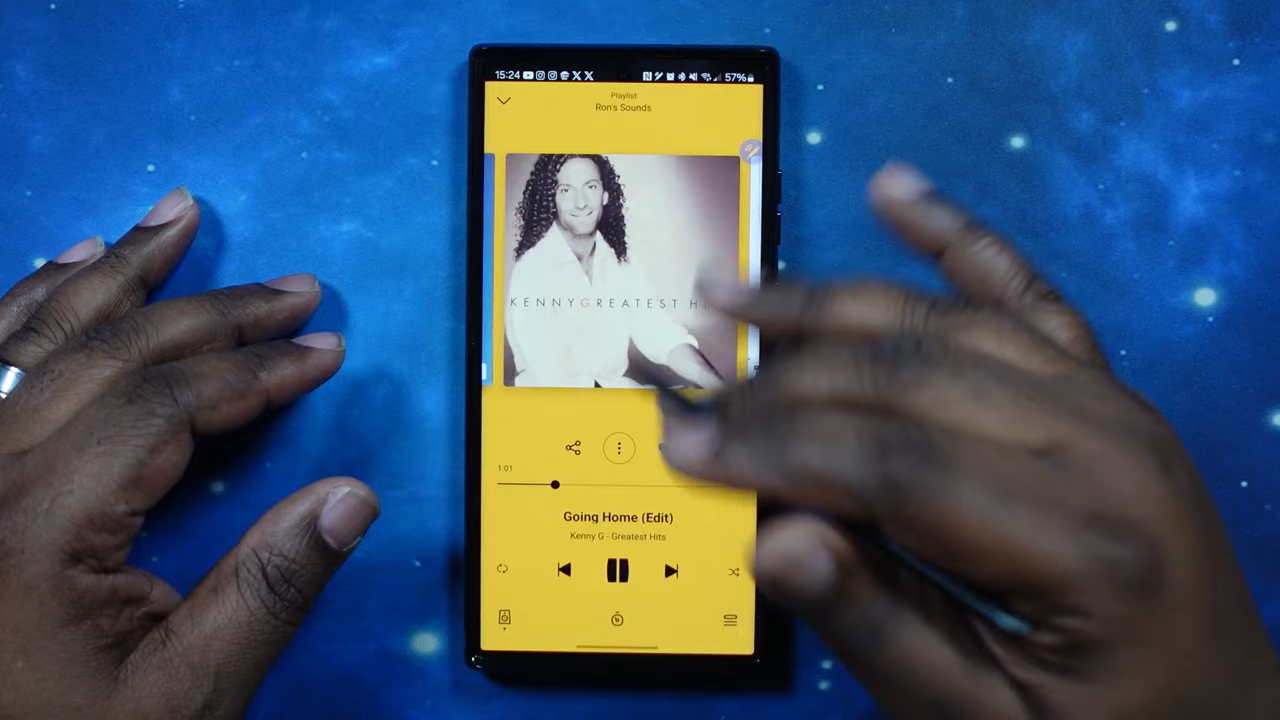 15:24
57%
Playlist
Ron's Sounds
KENNY GREATEST
1:01
Going Home (Edit)
Kenny G - Greatest Hits